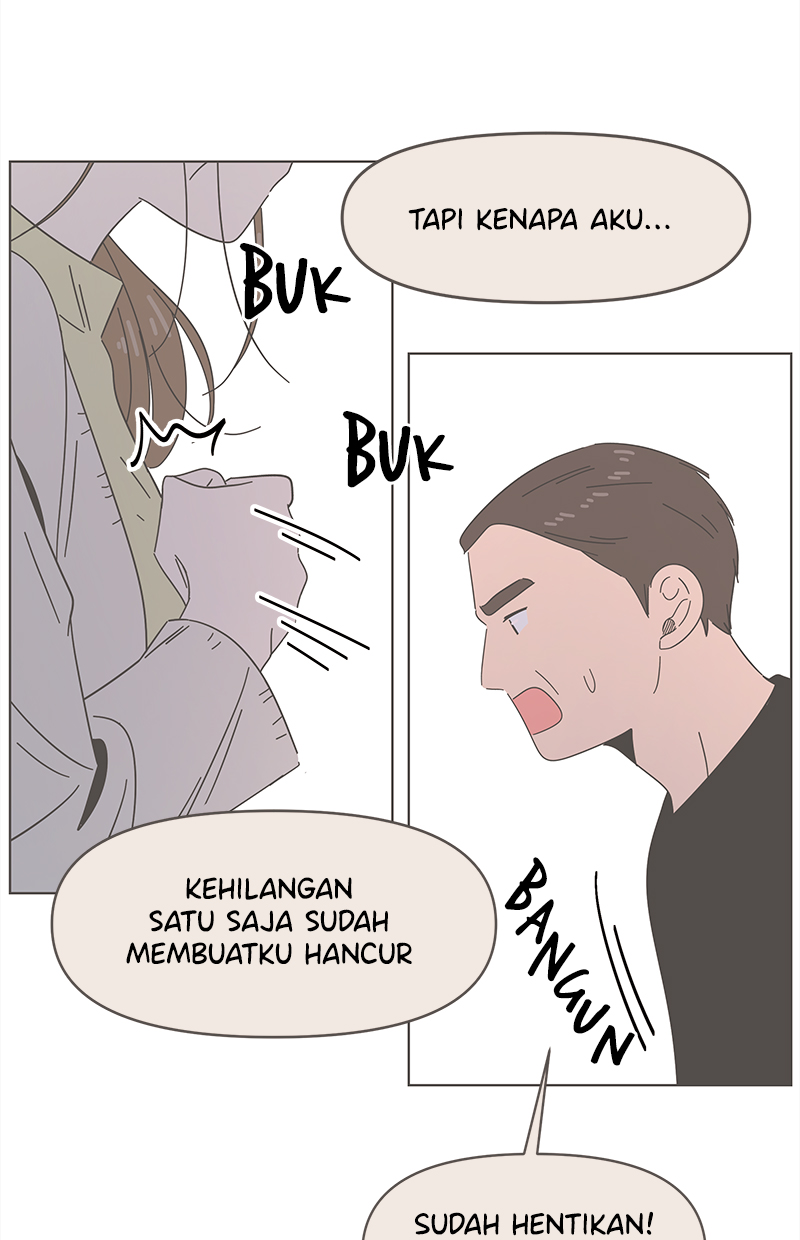 TAPI KENAPA AKU...
BUK
BUK
KEHILANGAN
SATU SAJA SUDAH
MEMBUATKU HANCUR
BANGUN
SUDAH HENTIKAN!